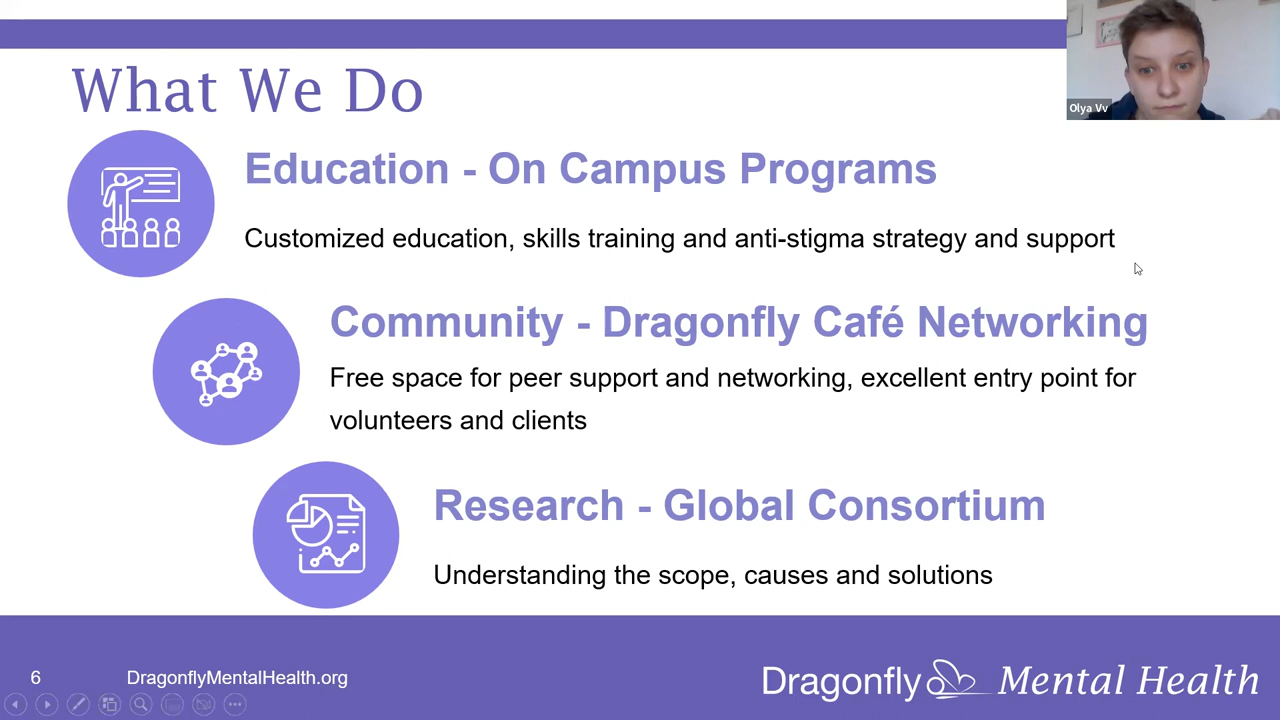 What We Do
Olya Vv
Education - On Campus Programs
Customized education, skills training and anti-stigma strategy and support
Community - Dragonfly Café Networking
Free space for peer support and networking, excellent entry point for
volunteers and clients
Research - Global Consortium
Understanding the scope, causes and solutions
6
DragonflyMentalHealth.org
Dragonfly Mental Health